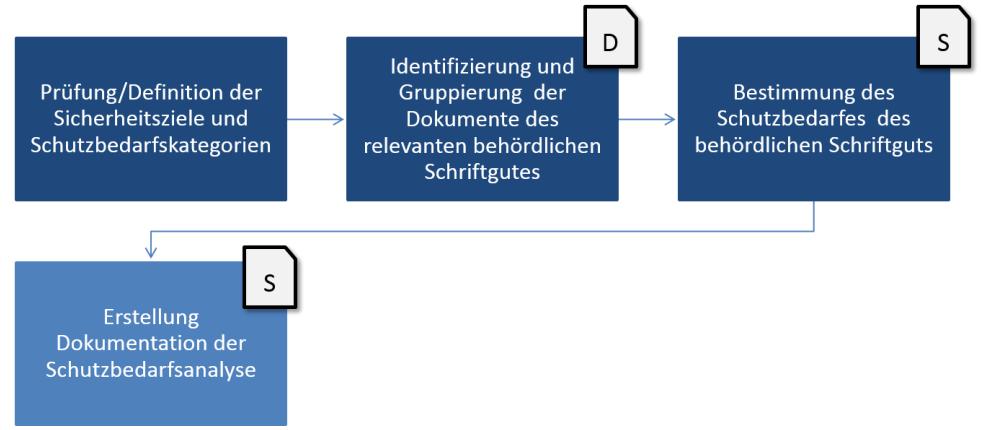 Prüfung/Definition der
Sicherheitsziele und
Schutzbedarfskategorien
D
Identifizierung und
Gruppierung der
Dokumente des
relevanten behördlichen
Schriftgutes
S
Bestimmung des
Schutzbedarfes des
behördlichen Schriftguts
S
Erstellung
Dokumentation der
Schutzbedarfsanalyse